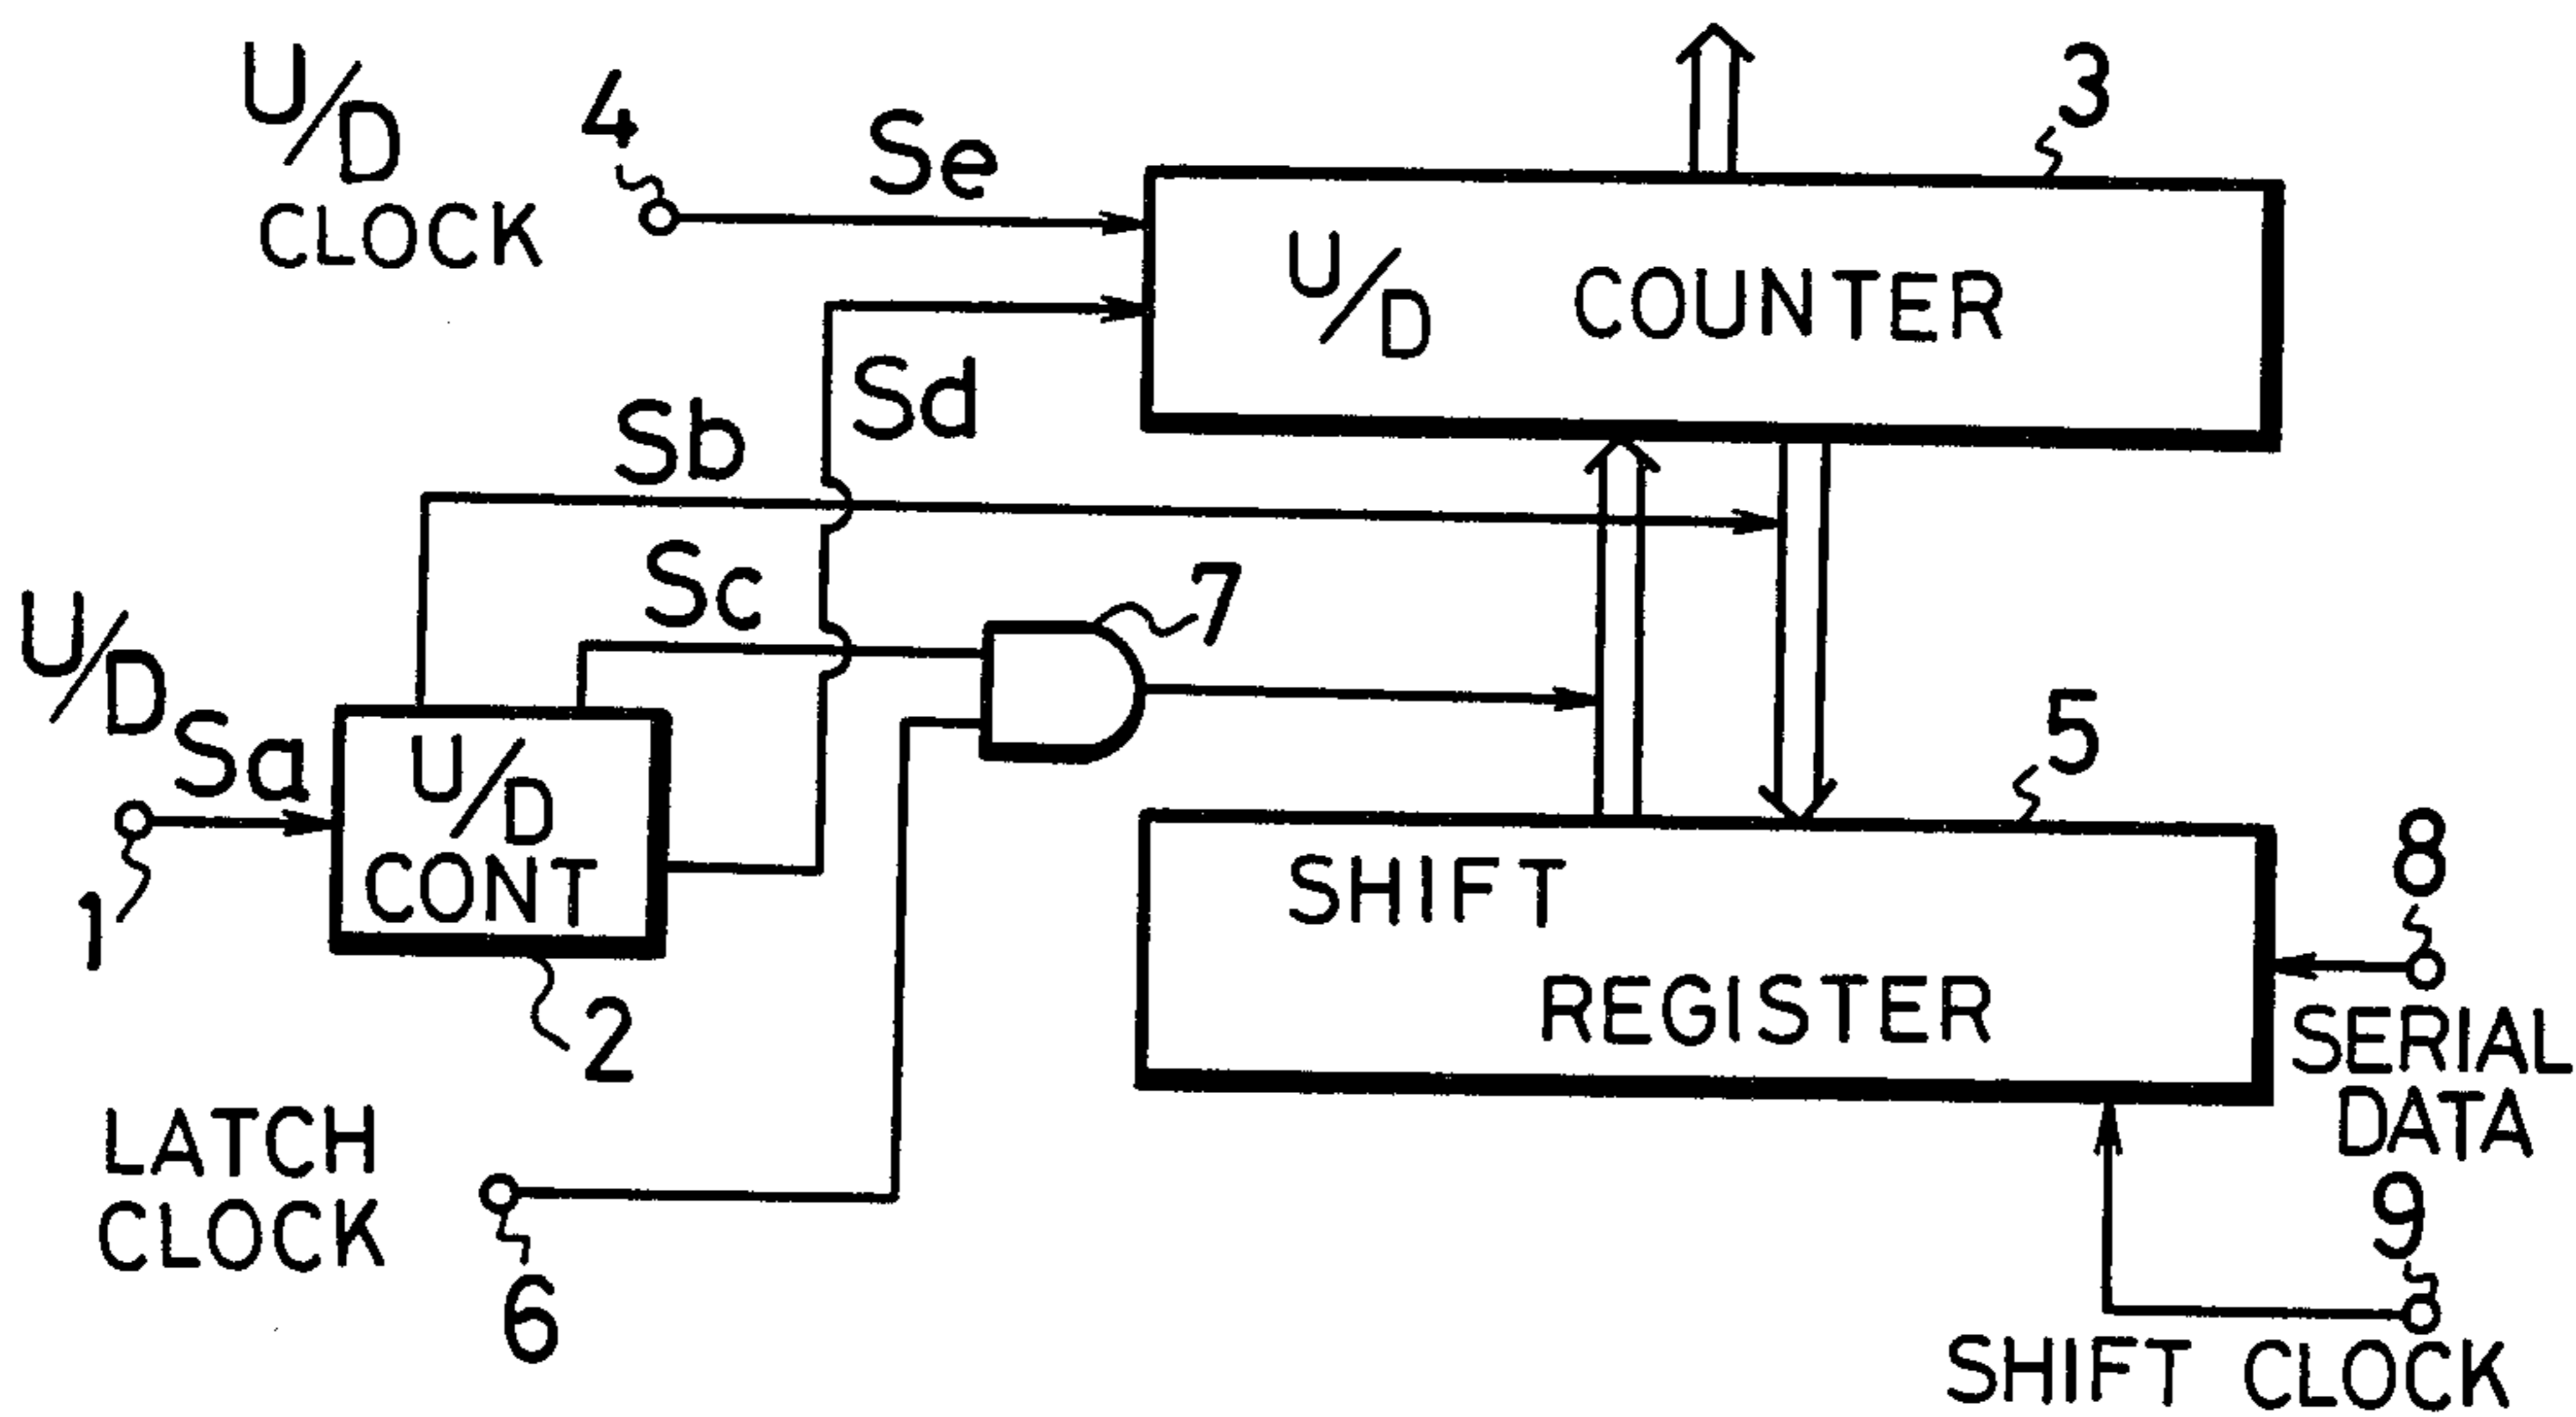 U/D
CLOCK
4
Se
3
U/D COUNTER
Sd
Sb
Sc
7
U/D
Sa
1
U/D
CONT
2
5
SHIFT
REGISTER
8
SERIAL
DATA
LATCH
CLOCK
6
9
SHIFT CLOCK